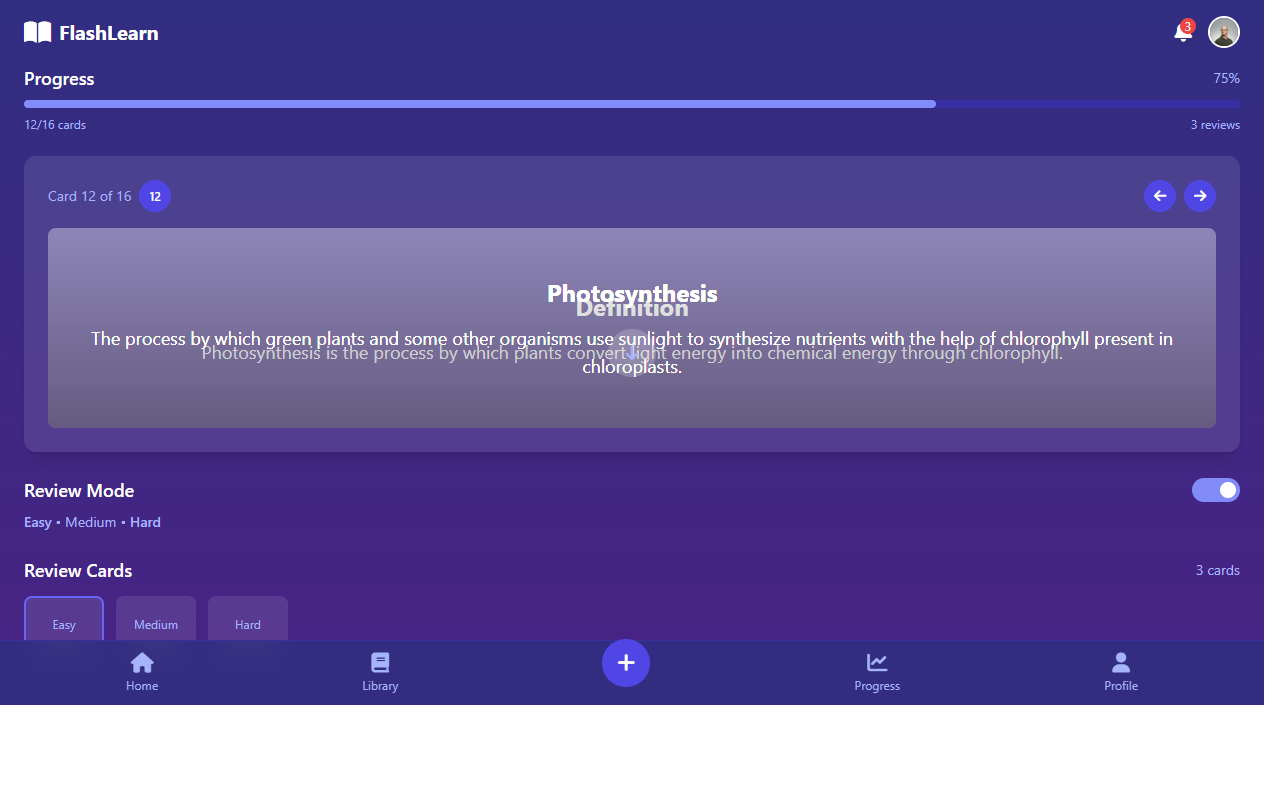 FlashLearn
3
Progress
75%
12/16 cards
3 reviews
Card 12 of 16
12
Photosynthesis
Definition
The process by which green plants and some other organisms use sunlight to synthesize nutrients with the help of chlorophyll present in
chloroplasts.
Photosynthesis is the process by which plants convert light energy into chemical energy through chlorophyll.
Review Mode
Easy • Medium • Hard
Review Cards
3 cards
Easy
Medium
Hard
Home
Library
Progress
Profile